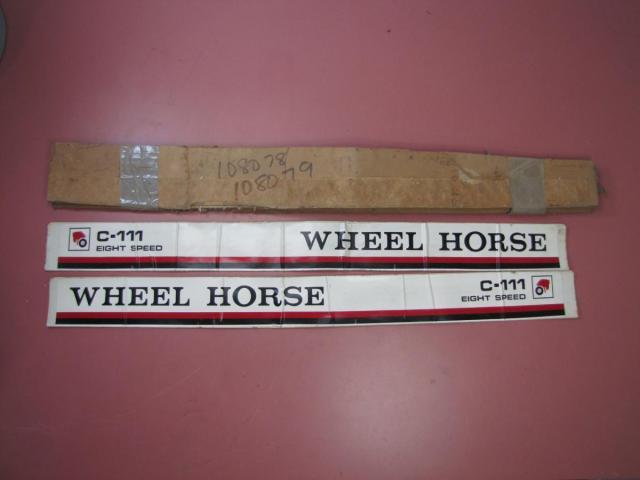 108078
108079
C-111
EIGHT SPEED
WHEEL HORSE
WHEEL HORSE
C-111
EIGHT SPEED